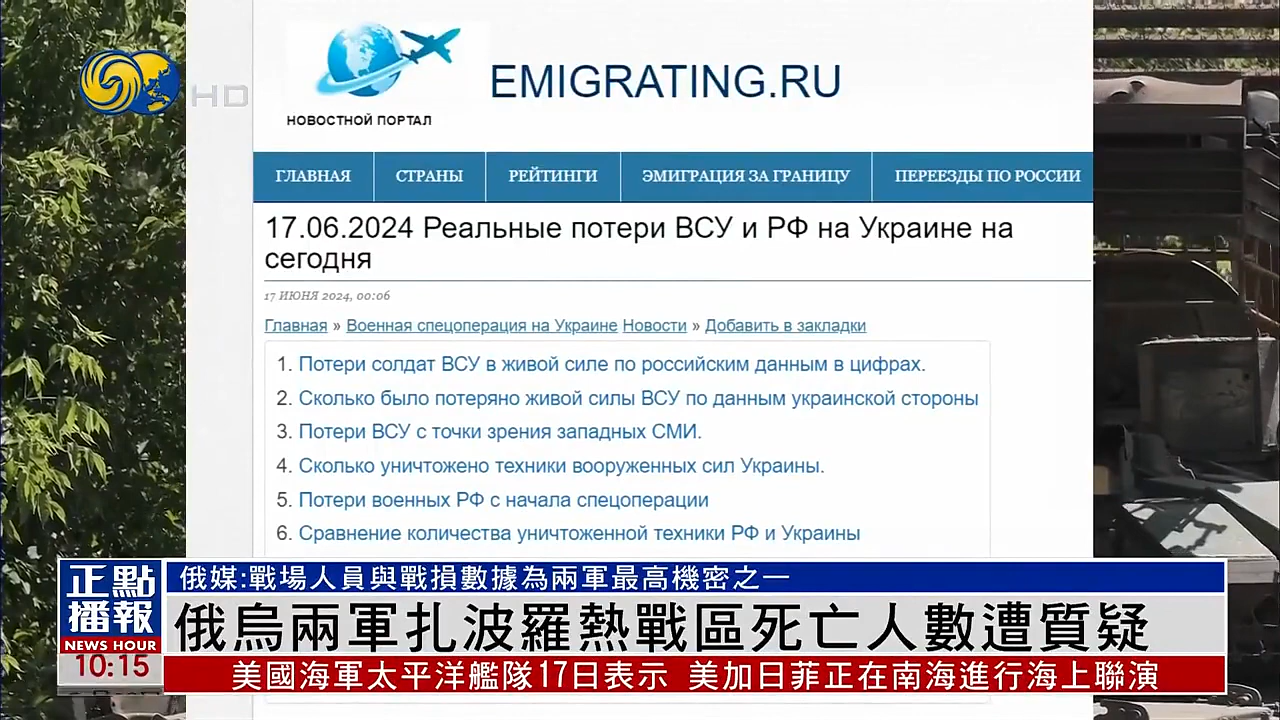 HD
EMIGRATING.RU
НОВОСТНОЙ ПОРТАЛ
ГЛАВНАЯ СТРАНЫ РЕЙТИНГИ ЭМИГРАЦИЯ ЗА ГРАНИЦУ ПЕРЕЕЗДЫ ПО РОССИИ
17.06.2024 Реальные потери ВСУ и РФ на Украине на
сегодня
17 ИЮНЯ 2024, 00:06
Главная » Военная спецоперация на Украине Новости » Добавить в закладки
1. Потери солдат ВСУ в живой силе по российским данным в цифрах.
2. Сколько было потеряно живой силы ВСУ по данным украинской стороны
3. Потери ВСУ с точки зрения западных СМИ.
4. Сколько уничтожено техники вооруженных сил Украины.
5. Потери военных РФ с начала спецоперации
6. Сравнение количества уничтоженной техники РФ и Украины
正點
播報
NEWS HOUR
10:15
俄媒:戰場人員與戰損數據為兩軍最高機密之一
俄烏兩軍扎波羅熱戰區死亡人數遭質疑
美國海軍太平洋艦隊17日表示 美加日菲正在南海進行海上聯演